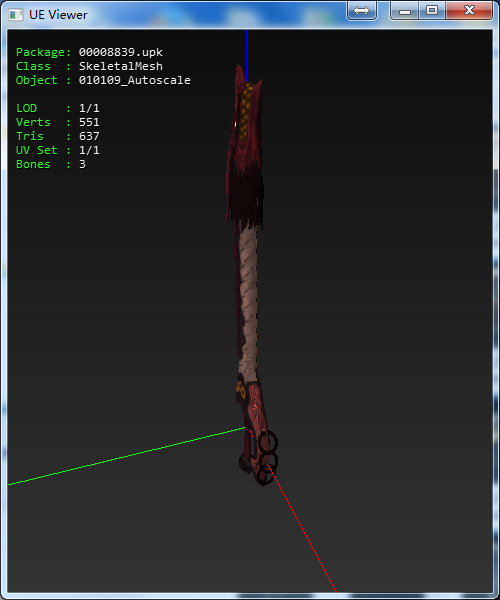 UE Viewer
Package: 00008839.upk
Class : SkeletalMesh
Object : 010109_Autoscale
LOD : 1/1
Verts : 551
Tris : 637
UV Set : 1/1
Bones : 3